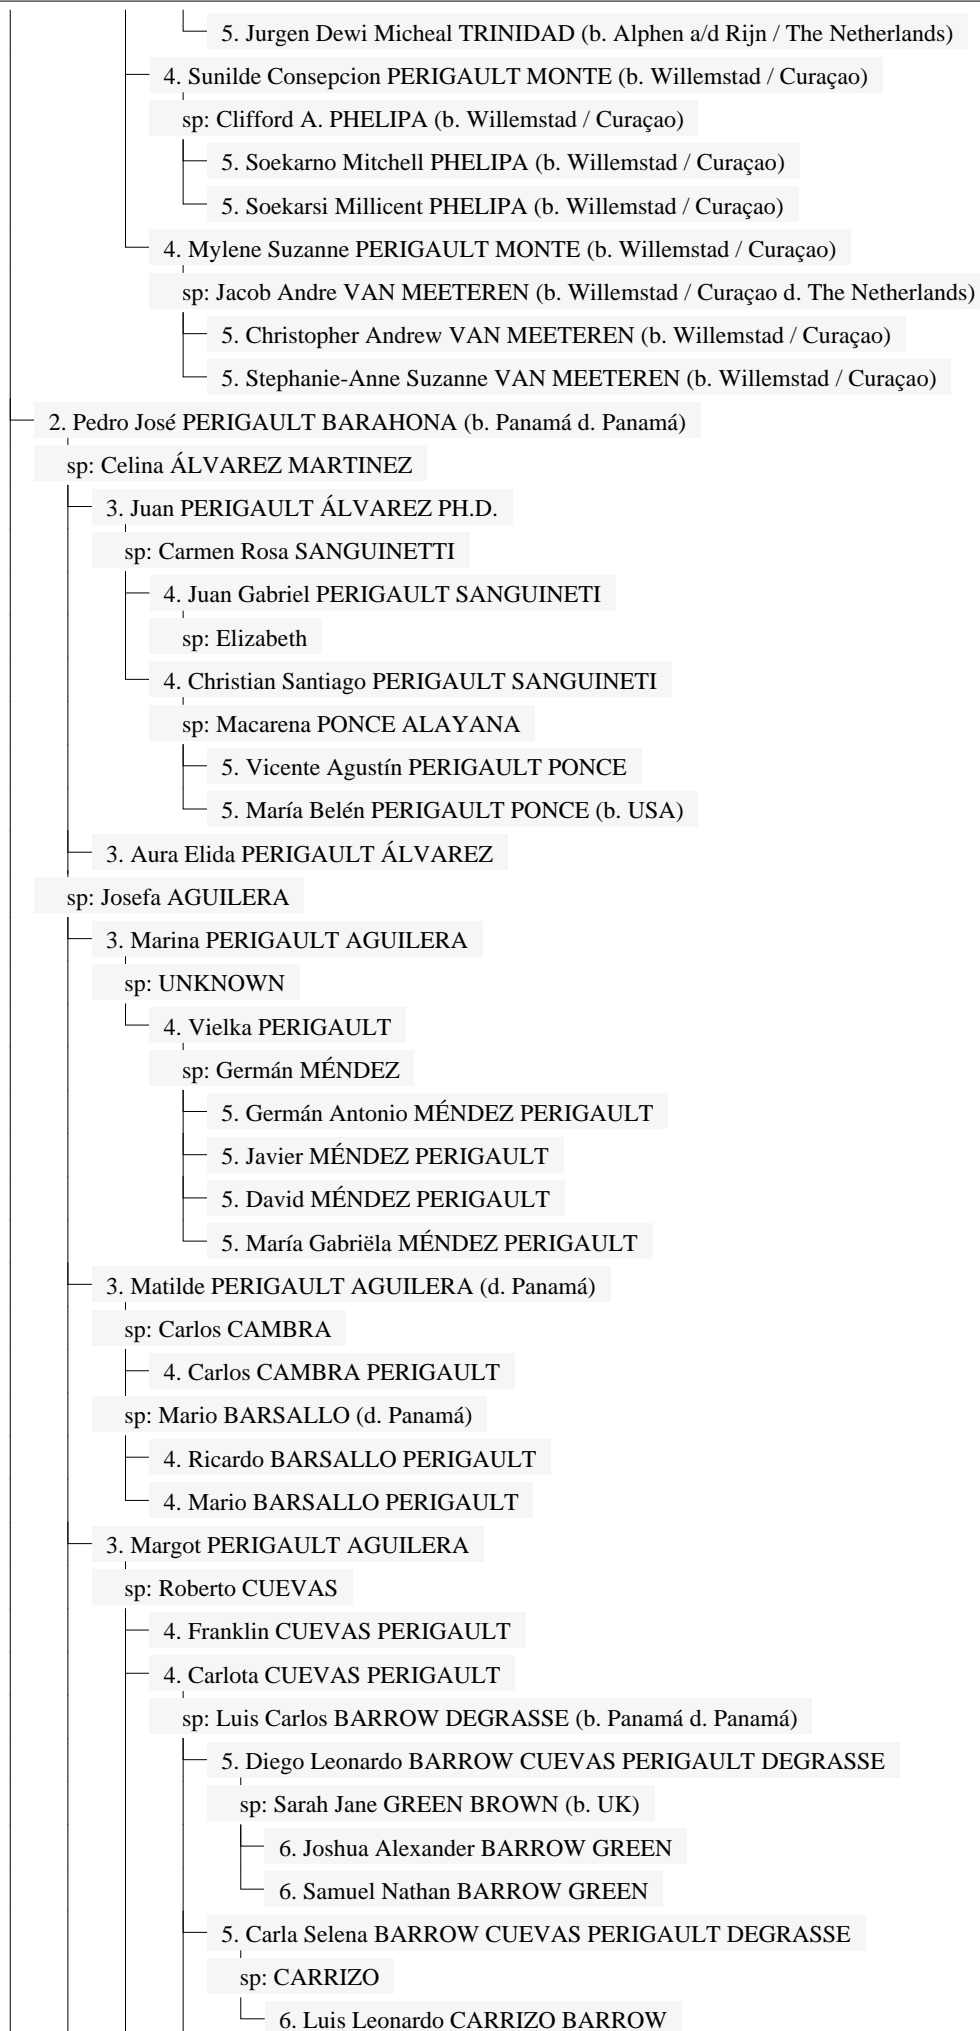 5. Jurgen Dewi Micheal TRINIDAD (b. Alphen a/d Rijn / The Netherlands)
4. Sunilde Consepcion PERIGAULT MONTE (b. Willemstad / Curaçao)
sp: Clifford A. PHELIPA (b. Willemstad / Curaçao)
5. Soekarno Mitchell PHELIPA (b. Willemstad / Curaçao)
5. Soekarsi Millicent PHELIPA (b. Willemstad / Curaçao)
4. Mylene Suzanne PERIGAULT MONTE (b. Willemstad / Curaçao)
sp: Jacob Andre VAN MEETEREN (b. Willemstad / Curaçao d. The Netherlands)
5. Christopher Andrew VAN MEETEREN (b. Willemstad / Curaçao)
5. Stephanie-Anne Suzanne VAN MEETEREN (b. Willemstad / Curaçao)
2. Pedro José PERIGAULT BARAHONA (b. Panamá d. Panamá)
sp: Celina ÁLVAREZ MARTINEZ
3. Juan PERIGAULT ÁLVAREZ PH.D.
sp: Carmen Rosa SANGUINETTI
4. Juan Gabriel PERIGAULT SANGUINETI
sp: Elizabeth
4. Christian Santiago PERIGAULT SANGUINETI
sp: Macarena PONCE ALAYANA
5. Vicente Agustín PERIGAULT PONCE
5. María Belén PERIGAULT PONCE (b. USA)
3. Aura Elida PERIGAULT ÁLVAREZ
sp: Josefa AGUILERA
3. Marina PERIGAULT AGUILERA
sp: UNKNOWN
4. Vielka PERIGAULT
sp: Germán MÉNDEZ
5. Germán Antonio MÉNDEZ PERIGAULT
5. Javier MÉNDEZ PERIGAULT
5. David MÉNDEZ PERIGAULT
5. María Gabriëla MÉNDEZ PERIGAULT
3. Matilde PERIGAULT AGUILERA (d. Panamá)
sp: Carlos CAMBRA
4. Carlos CAMBRA PERIGAULT
sp: Mario BARSALLO (d. Panamá)
4. Ricardo BARSALLO PERIGAULT
4. Mario BARSALLO PERIGAULT
3. Margot PERIGAULT AGUILERA
sp: Roberto CUEVAS
4. Franklin CUEVAS PERIGAULT
4. Carlota CUEVAS PERIGAULT
sp: Luis Carlos BARROW DEGRASSE (b. Panamá d. Panamá)
5. Diego Leonardo BARROW CUEVAS PERIGAULT DEGRASSE
sp: Sarah Jane GREEN BROWN (b. UK)
6. Joshua Alexander BARROW GREEN
6. Samuel Nathan BARROW GREEN
5. Carla Selena BARROW CUEVAS PERIGAULT DEGRASSE
sp: CARRIZO
6. Luis Leonardo CARRIZO BARROW